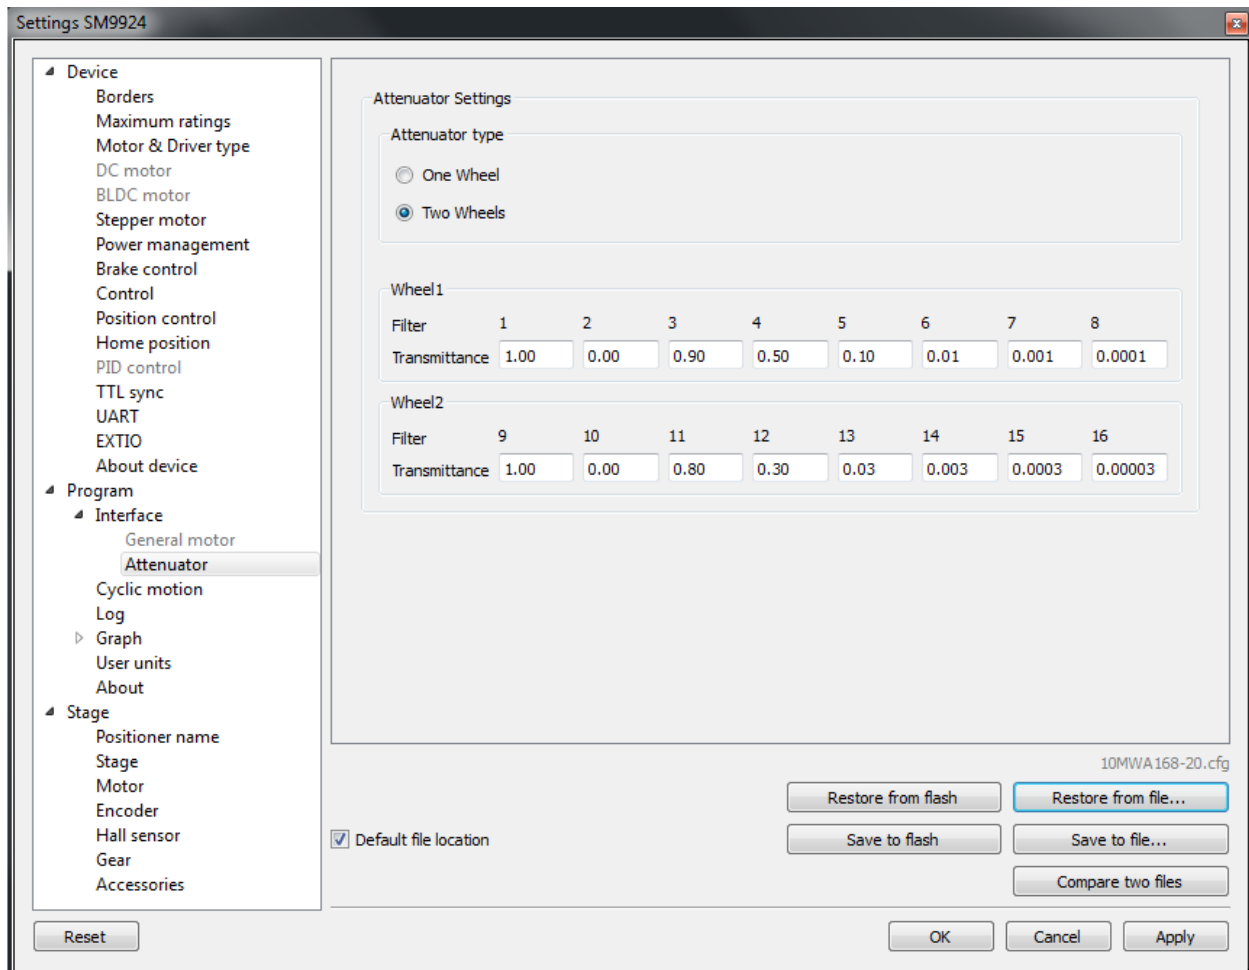 Settings SM9924
Device
Borders
Maximum ratings
Motor & Driver type
DC motor
BLDC motor
Stepper motor
Power management
Brake control
Control
Position control
Home position
PID control
TTL sync
UART
EXTIO
About device
Program
Interface
General motor
Attenuator
Cyclic motion
Log
Graph
User units
About
Stage
Positioner name
Stage
Motor
Encoder
Hall sensor
Gear
Accessories
Attenuator Settings
Attenuator type
One Wheel
Two Wheels
Wheel1
Filter 1 2 3 4 5 6 7 8
Transmittance 1.00 0.00 0.90 0.50 0.10 0.01 0.001 0.0001
Wheel2
Filter 9 10 11 12 13 14 15 16
Transmittance 1.00 0.00 0.80 0.30 0.03 0.003 0.0003 0.00003
10MWA168-20.cfg
Restore from flash Restore from file...
Default file location Save to flash Save to file...
Compare two files
Reset OK Cancel Apply